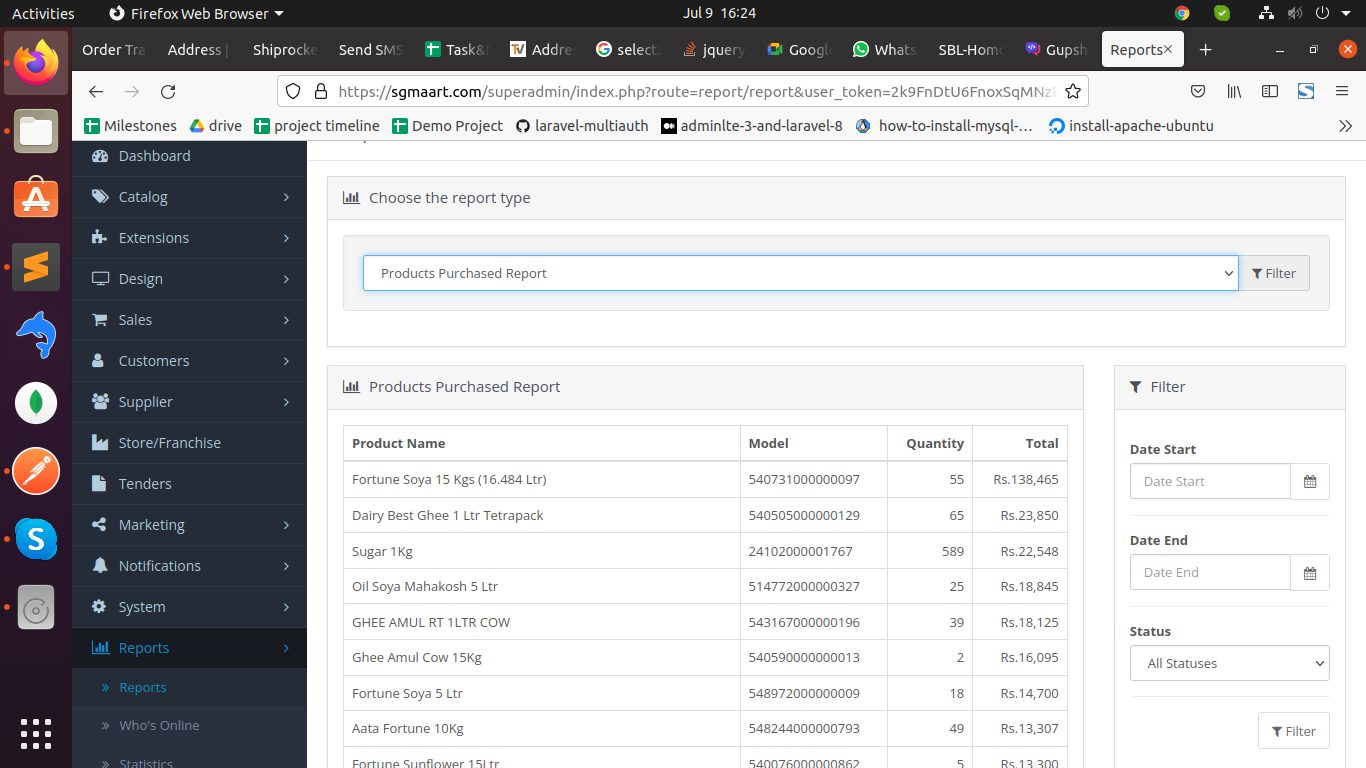 Activities Firefox Web Browser Jul 9 16:24
Order Tra Address | Shiprocke Send SMS Task& Addre select2 jquery Googl Whats SBL-Hom Gupsh Reports
https://sgmaart.com/superadmin/index.php?route=report/report&user_token=2k9FnDtU6FnoxSqMNz
Milestones drive project timeline Demo Project laravel-multiauth adminlte-3-and-laravel-8 how-to-install-mysql-... install-apache-ubuntu
Dashboard
Catalog
Extensions
Design
Sales
Customers
Supplier
Store/Franchise
Tenders
Marketing
Notifications
System
Reports
Reports
Who's Online
Statistics
Choose the report type
Products Purchased Report Filter
Products Purchased Report
Product Name Model Quantity Total
Fortune Soya 15 Kgs (16.484 Ltr) 540731000000097 55 Rs.138,465
Dairy Best Ghee 1 Ltr Tetrapack 540505000000129 65 Rs.23,850
Sugar 1Kg 24102000001767 589 Rs.22,548
Oil Soya Mahakosh 5 Ltr 514772000000327 25 Rs.18,845
GHEE AMUL RT 1LTR COW 543167000000196 39 Rs.18,125
Ghee Amul Cow 15Kg 540590000000013 2 Rs.16,095
Fortune Soya 5 Ltr 548972000000009 18 Rs.14,700
Aata Fortune 10Kg 548244000000793 49 Rs.13,307
Fortune Sunflower 15Ltr 540076000000862 5 Rs.13,300
Filter
Date Start
Date Start
Date End
Date End
Status
All Statuses
Filter